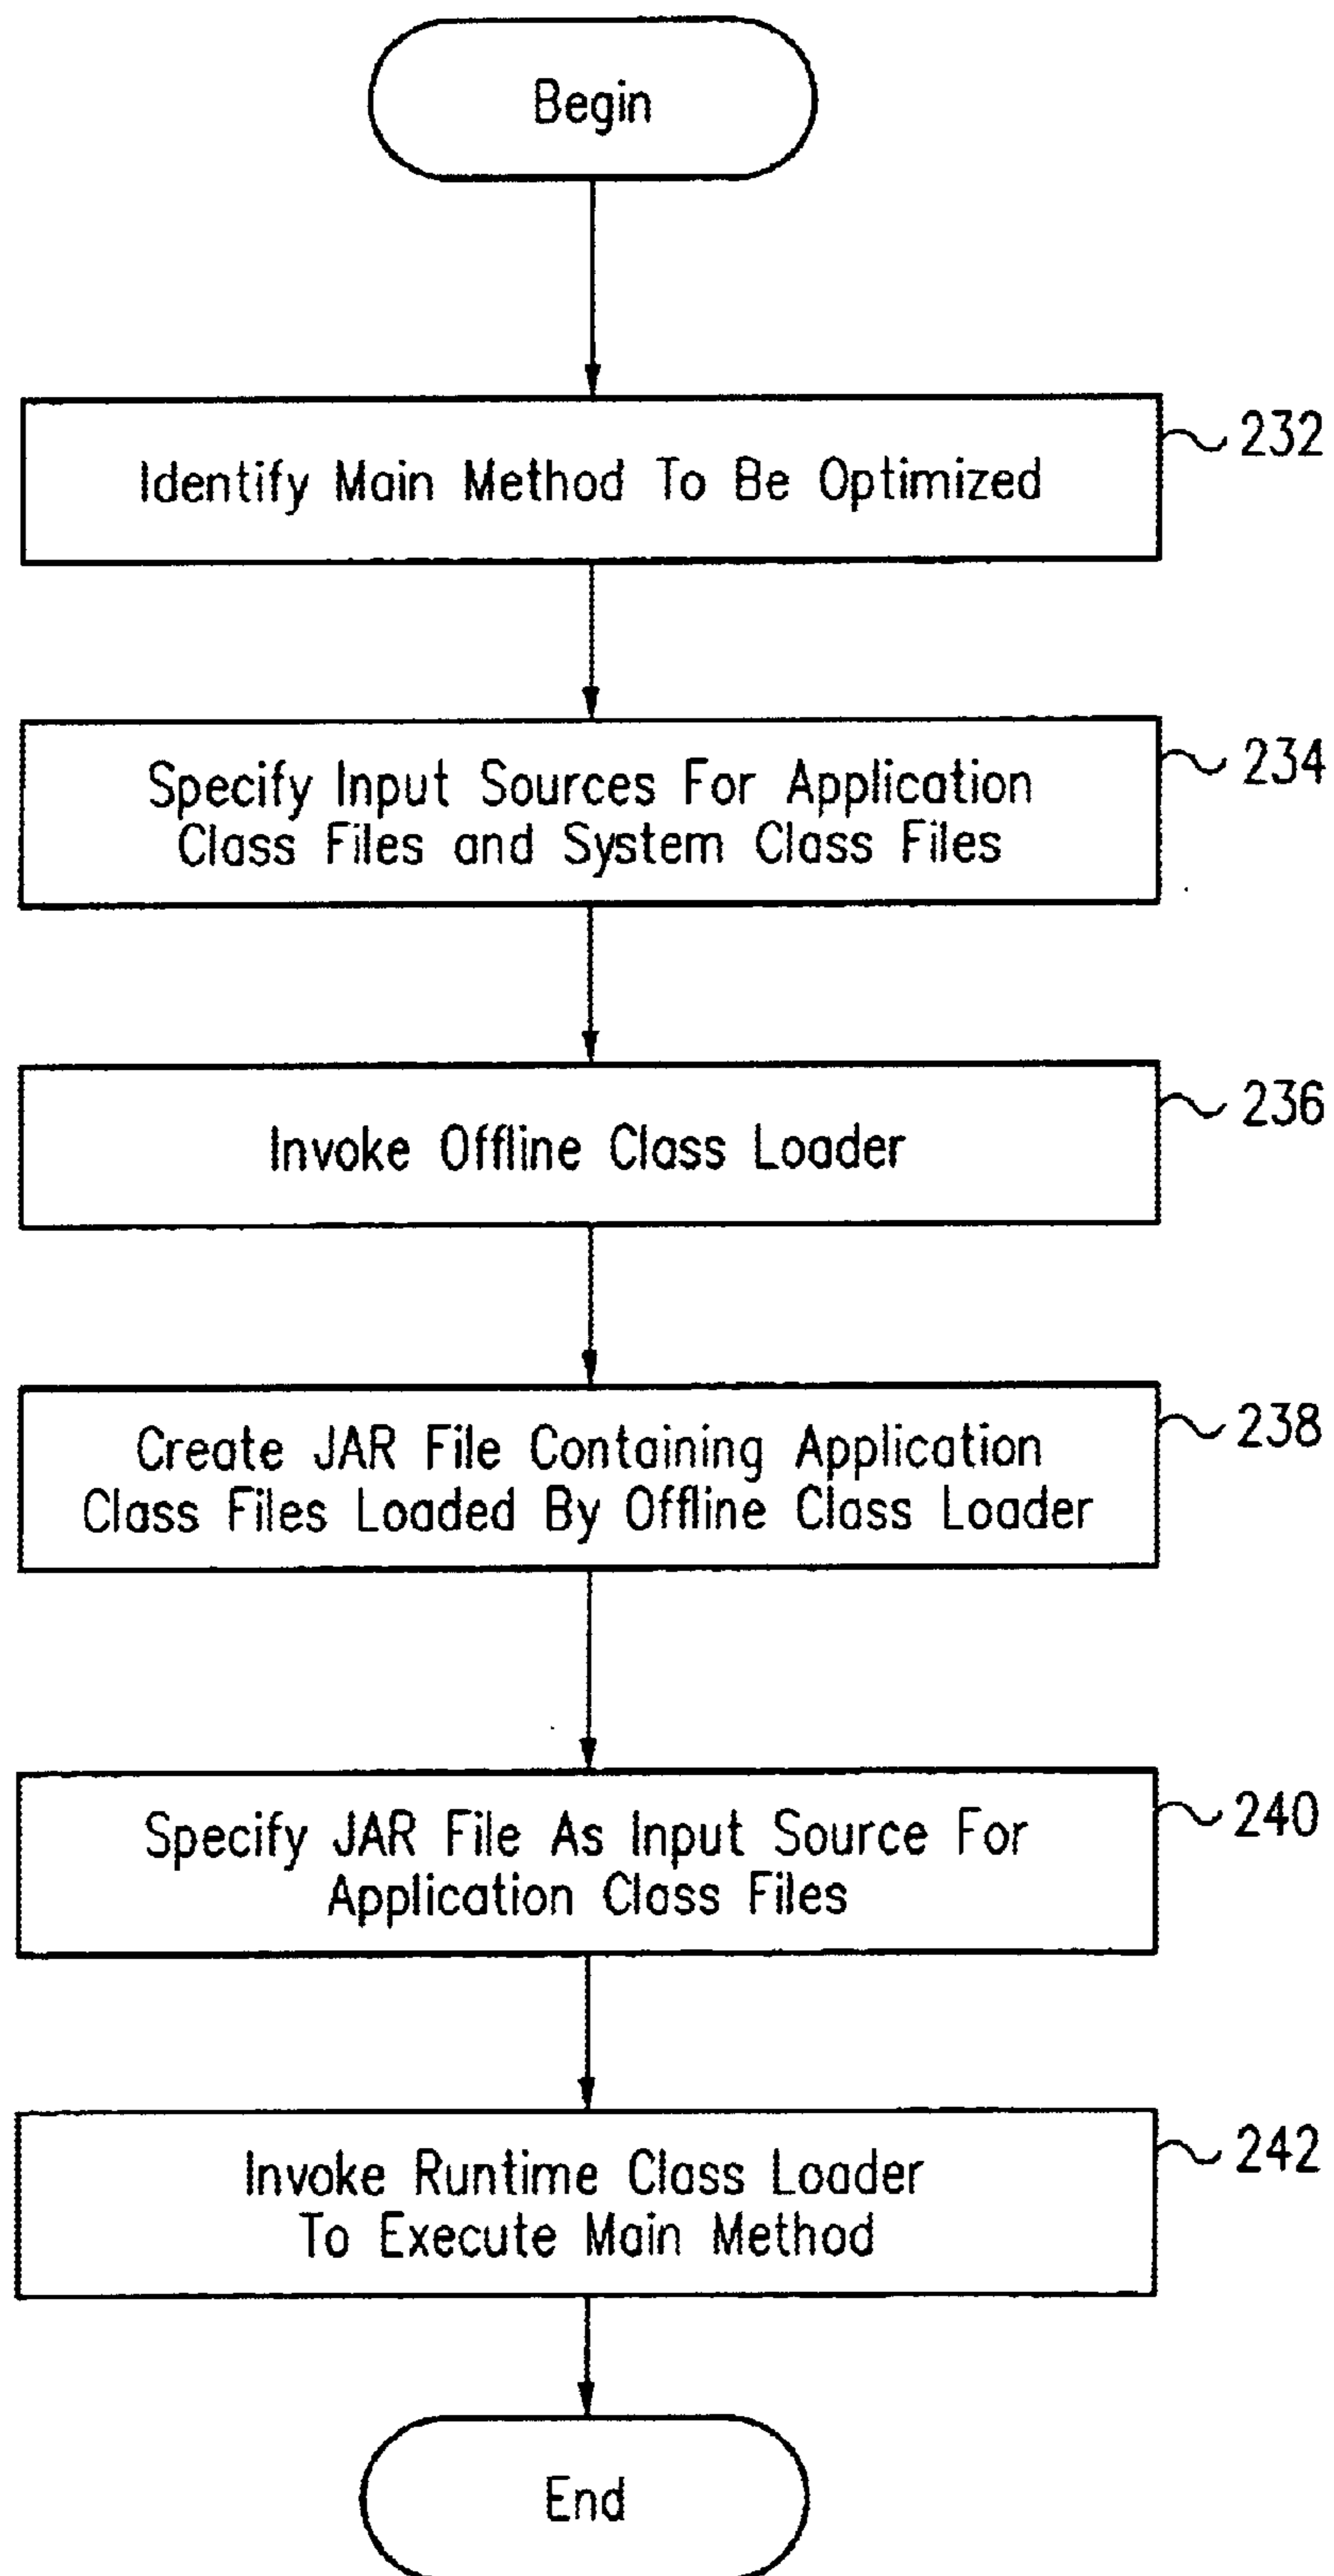 Begin
Identify Main Method To Be Optimized
232
Specify Input Sources For Application
Class Files and System Class Files
234
Invoke Offline Class Loader
236
Create JAR File Containing Application
Class Files Loaded By Offline Class Loader
238
Specify JAR File As Input Source For
Application Class Files
240
Invoke Runtime Class Loader
To Execute Main Method
242
End